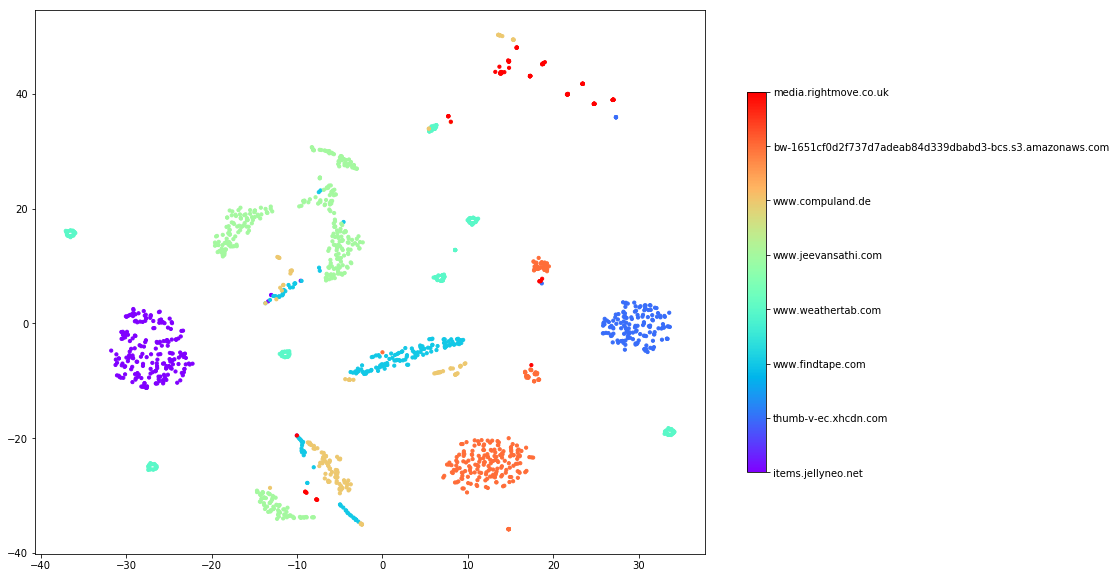 40
20
0
−20
−40
−40
−30
−20
−10
0
10
20
30
media.rightmove.co.uk
bw-1651cf0d2f737d7adeab84d339dbabd3-bcs.s3.amazonaws.com
www.compuland.de
www.jeevansathi.com
www.weathertab.com
www.findtape.com
thumb-v-ec.xhcdn.com
items.jellyneo.net